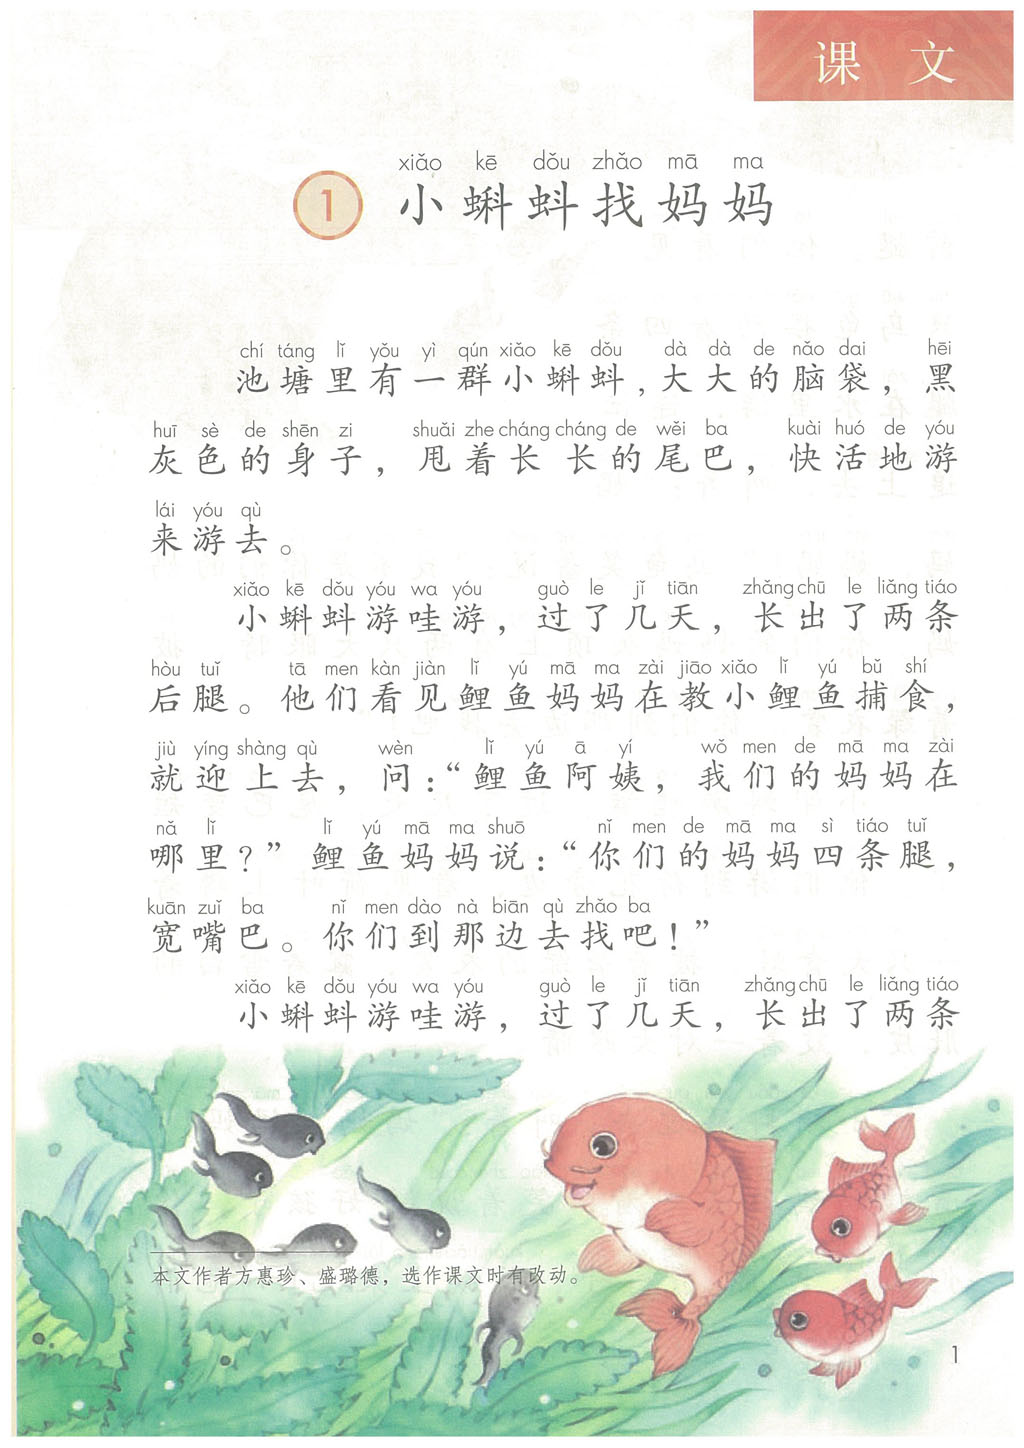 课 文
xiǎo kē dǒu zhǎo mā ma
1 小蝌蚪找妈妈
chí táng lǐ yǒu yì qún xiǎo kē dǒu dà dà de nǎo dai hēi
池塘里有一群小蝌蚪，大大的脑袋，黑
huī sè de shēn zi shuǎi zhe cháng cháng de wěi ba kuài huó de yóu
灰色的身子，甩着长长的尾巴，快活地游
lái yóu qù
来游去。
xiǎo kē dǒu yóu wa yóu guò le jǐ tiān zhǎng chū le liǎng tiáo
小蝌蚪游哇游，过了几天，长出了两条
hòu tuǐ tā men kàn jiàn lǐ yú mā ma zài jiāo xiǎo lǐ yú bǔ shí
后腿。他们看见鲤鱼妈妈在教小鲤鱼捕食，
jiù yíng shàng qù wèn lǐ yú ā yí wǒ men de mā ma zài
就迎上去，问：“鲤鱼阿姨，我们的妈妈在
nǎ lǐ lǐ yú mā ma shuō nǐ men de mā ma sì tiáo tuǐ
哪里？”鲤鱼妈妈说：“你们的妈妈四条腿，
kuān zuǐ ba nǐ men dào nà biān qù zhǎo ba
宽嘴巴。你们到那边去找吧！”
xiǎo kē dǒu yóu wa yóu guò le jǐ tiān zhǎng chū le liǎng tiáo
小蝌蚪游哇游，过了几天，长出了两条
本文作者方惠珍、盛璐德，选作课文时有改动。
1